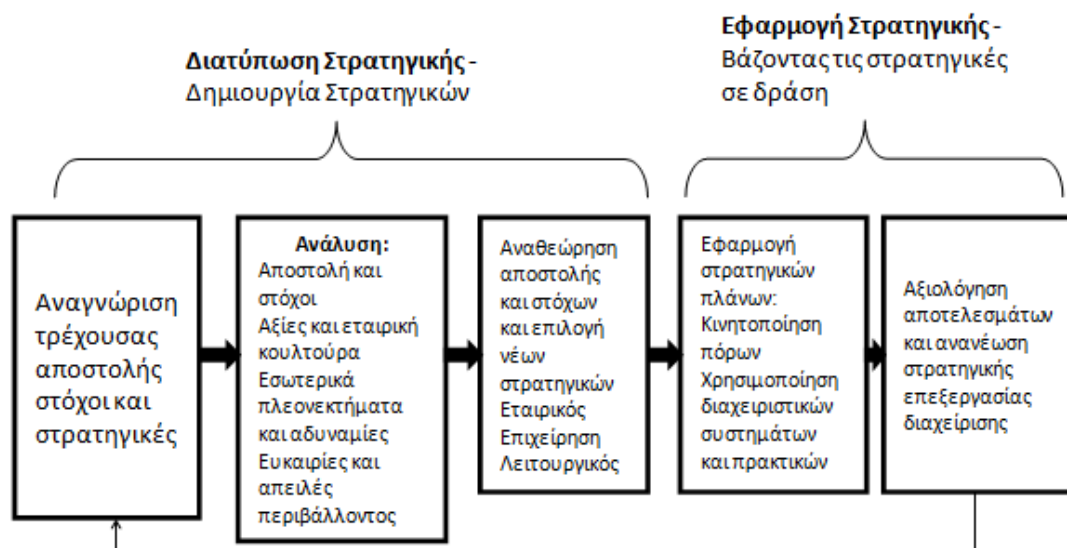 Διατύπωση Στρατηγικής -
Δημιουργία Στρατηγικών
Εφαρμογή Στρατηγικής -
Βάζοντας τις στρατηγικές
σε δράση
Αναγνώριση
τρέχουσας
αποστολής
στόχοι και
στρατηγικές
Ανάλυση:
Αποστολή και
στόχοι
Αξίες και εταιρική
κουλτούρα
Εσωτερικά
πλεονεκτήματα
και αδυναμίες
Ευκαιρίες και
απειλές
περιβάλλοντος
Αναθεώρηση
αποστολής
και στόχων
και επιλογή
νέων
στρατηγικών
Εταιρικός
Επιχείρηση
Λειτουργικός
Εφαρμογή
στρατηγικών
πλάνων:
Κινητοποίηση
πόρων
Χρησιμοποίηση
διαχειριστικών
συστημάτων
και πρακτικών
Αξιολόγηση
αποτελεσμάτων
και ανανέωση
στρατηγικής
επεξεργασίας
διαχείρισης